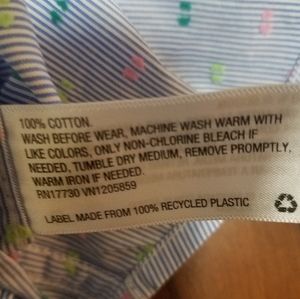 100% COTTON.
WASH BEFORE WEAR, MACHINE WASH WARM WITH
LIKE COLORS, ONLY NON-CHLORINE BLEACH IF
NEEDED, TUMBLE DRY MEDIUM, REMOVE PROMPTLY,
WARM IRON IF NEEDED.
RN17730 VN1205859
LABEL MADE FROM 100% RECYCLED PLASTIC